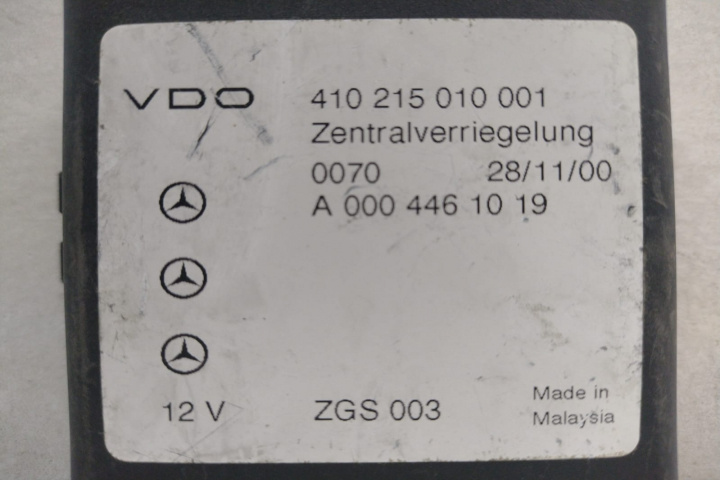 VDO 410 215 010 001
Zentralverriegelung
0070 28/11/00
A 000 446 10 19
12 V ZGS 003
Made in
Malaysia